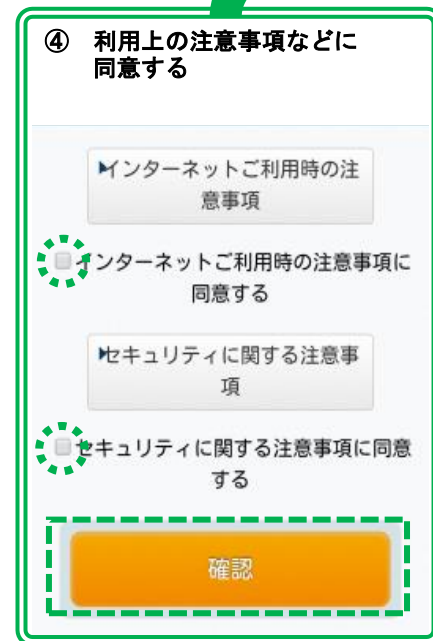 ④ 利用上の注意事項などに
同意する
インターネットご利用時の注
意事項
インターネットご利用時の注意事項に
同意する
セキュリティに関する注意事
項
セキュリティに関する注意事項に同意
する
確認